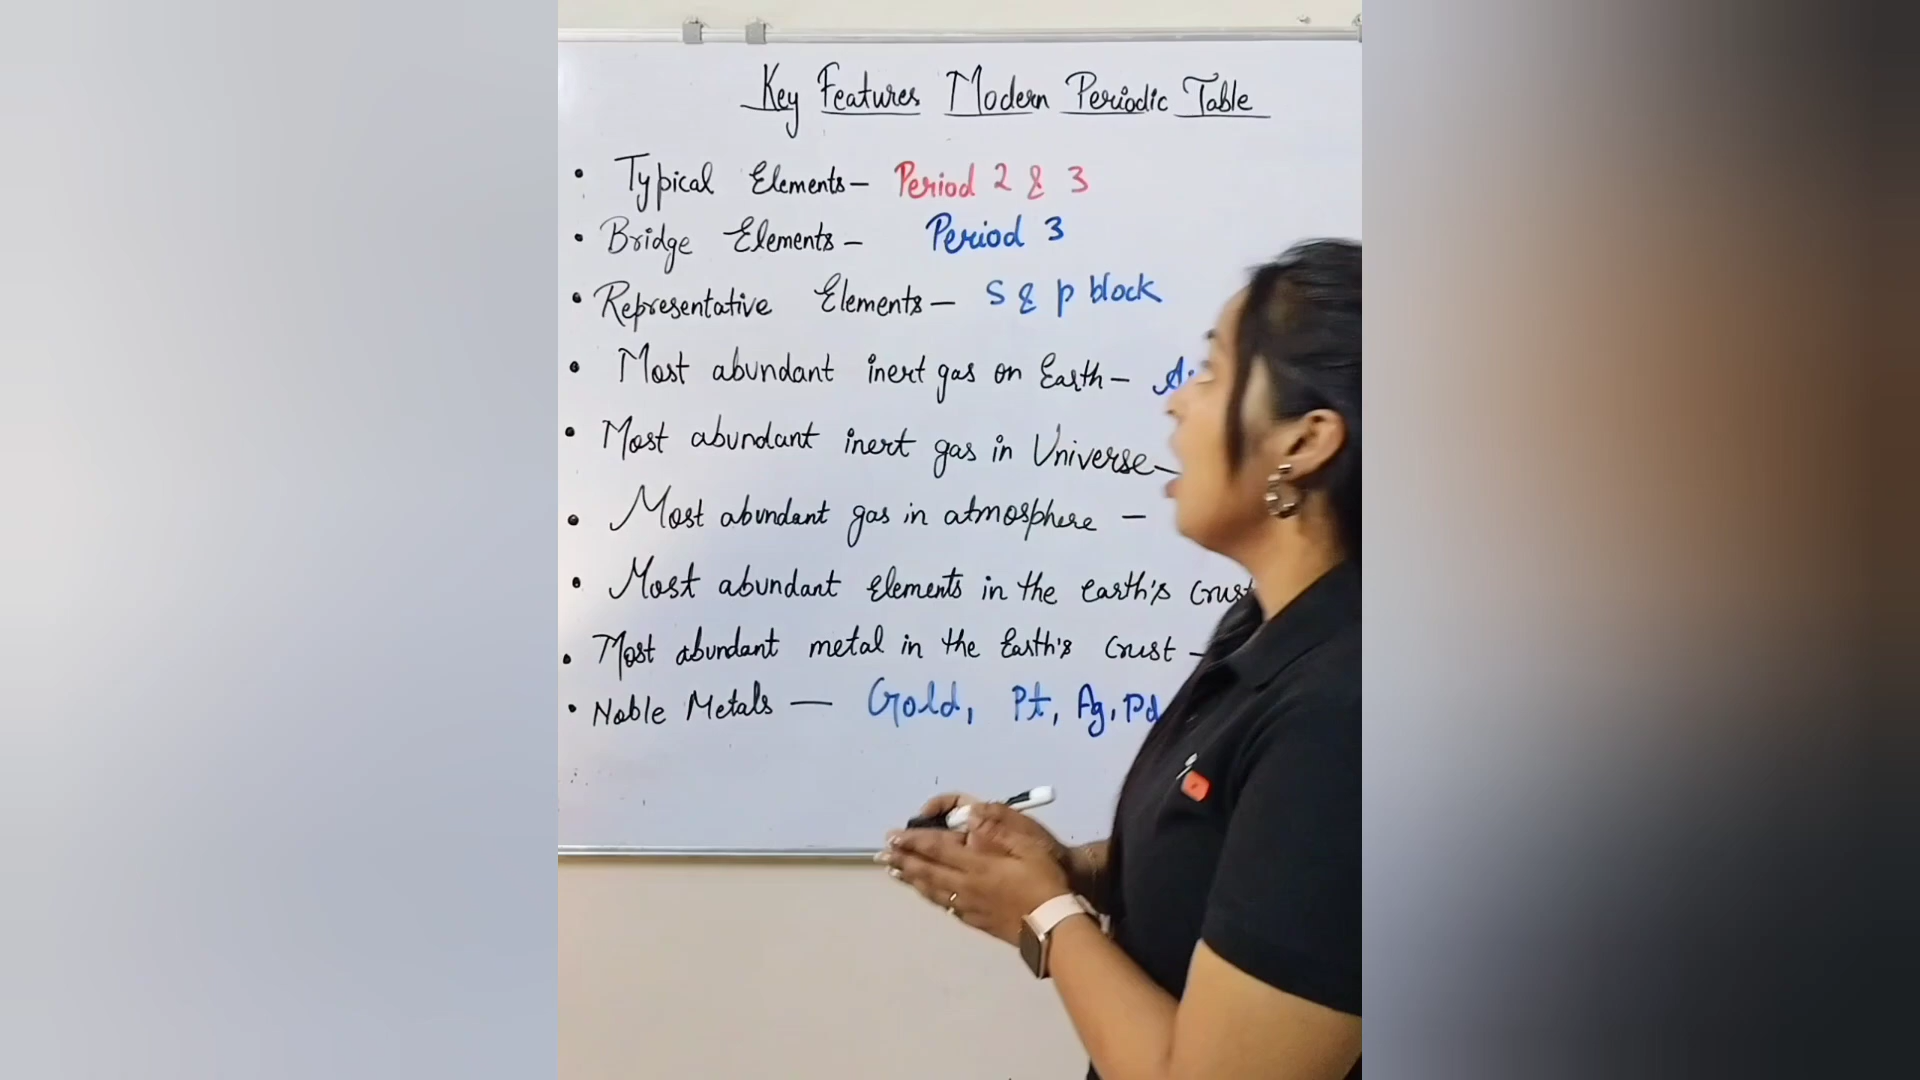 Key Features Modern Periodic Table
• Typical Elements – Period 2 & 3
• Bridge Elements – Period 3
• Representative Elements – S & p block
• Most abundant inert gas on Earth –
• Most abundant inert gas in Universe –
• Most abundant gas in atmosphere –
• Most abundant elements in the earth's crust
• Most abundant metal in the Earth's crust –
• Noble Metals – Gold, Pt, Ag, Pd